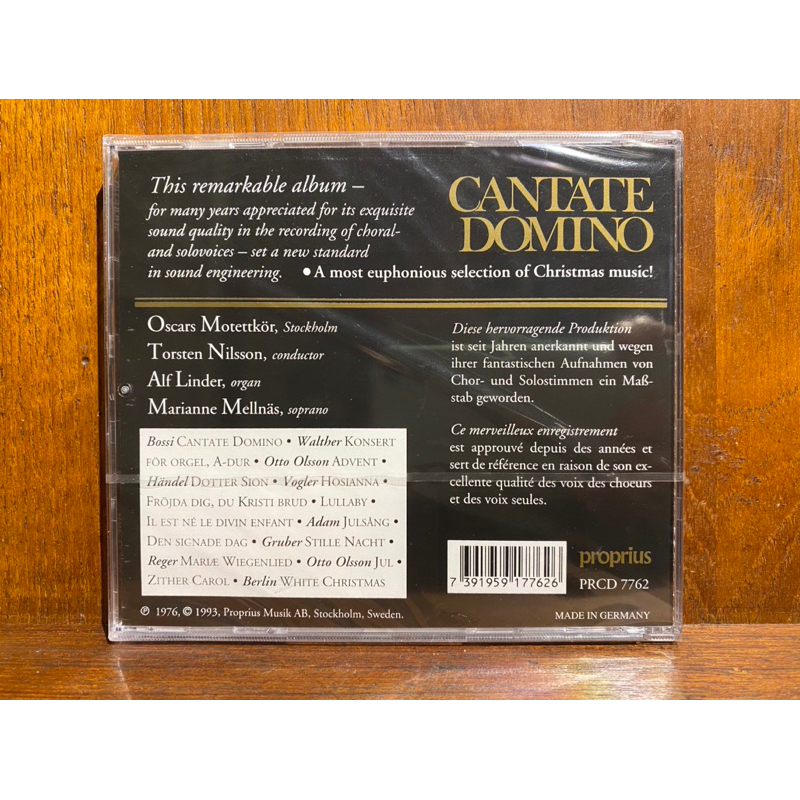 This remarkable album –
for many years appreciated for its exquisite
sound quality in the recording of choral-
and solovoices – set a new standard
in sound engineering.
CANTATE
DOMINO
● A most euphonious selection of Christmas music!
Oscars Motettkör, Stockholm
Torsten Nilsson, conductor
Alf Linder, organ
Marianne Mellnäs, soprano
Bossi CANTATE DOMINO • Walther KONSERT
FÖR ORGEL, A-DUR • Otto Olsson ADVENT •
Händel DOTTER SION • Vogler HOSIANNA •
FRÖJDA DIG, DU KRISTI BRUD • LULLABY •
IL EST NÉ LE DIVIN ENFANT • Adam JULSÅNG •
DEN SIGNADE DAG • Gruber STILLE NACHT •
Reger MARIÆ WIEGENLIED • Otto Olsson JUL •
ZITHER CAROL • Berlin WHITE CHRISTMAS
℗ 1976, © 1993, Proprius Musik AB, Stockholm, Sweden.
Diese hervorragende Produktion
ist seit Jahren anerkannt und wegen
ihrer fantastischen Aufnahmen von
Chor- und Solostimmen ein Maß-
stab geworden.
Ce merveilleux enregistrement
est approuvé depuis des années et
sert de référence en raison de son ex-
cellente qualité des voix des choeurs
et des voix seules.
7 391959 177626
proprius
PRCD 7762
MADE IN GERMANY